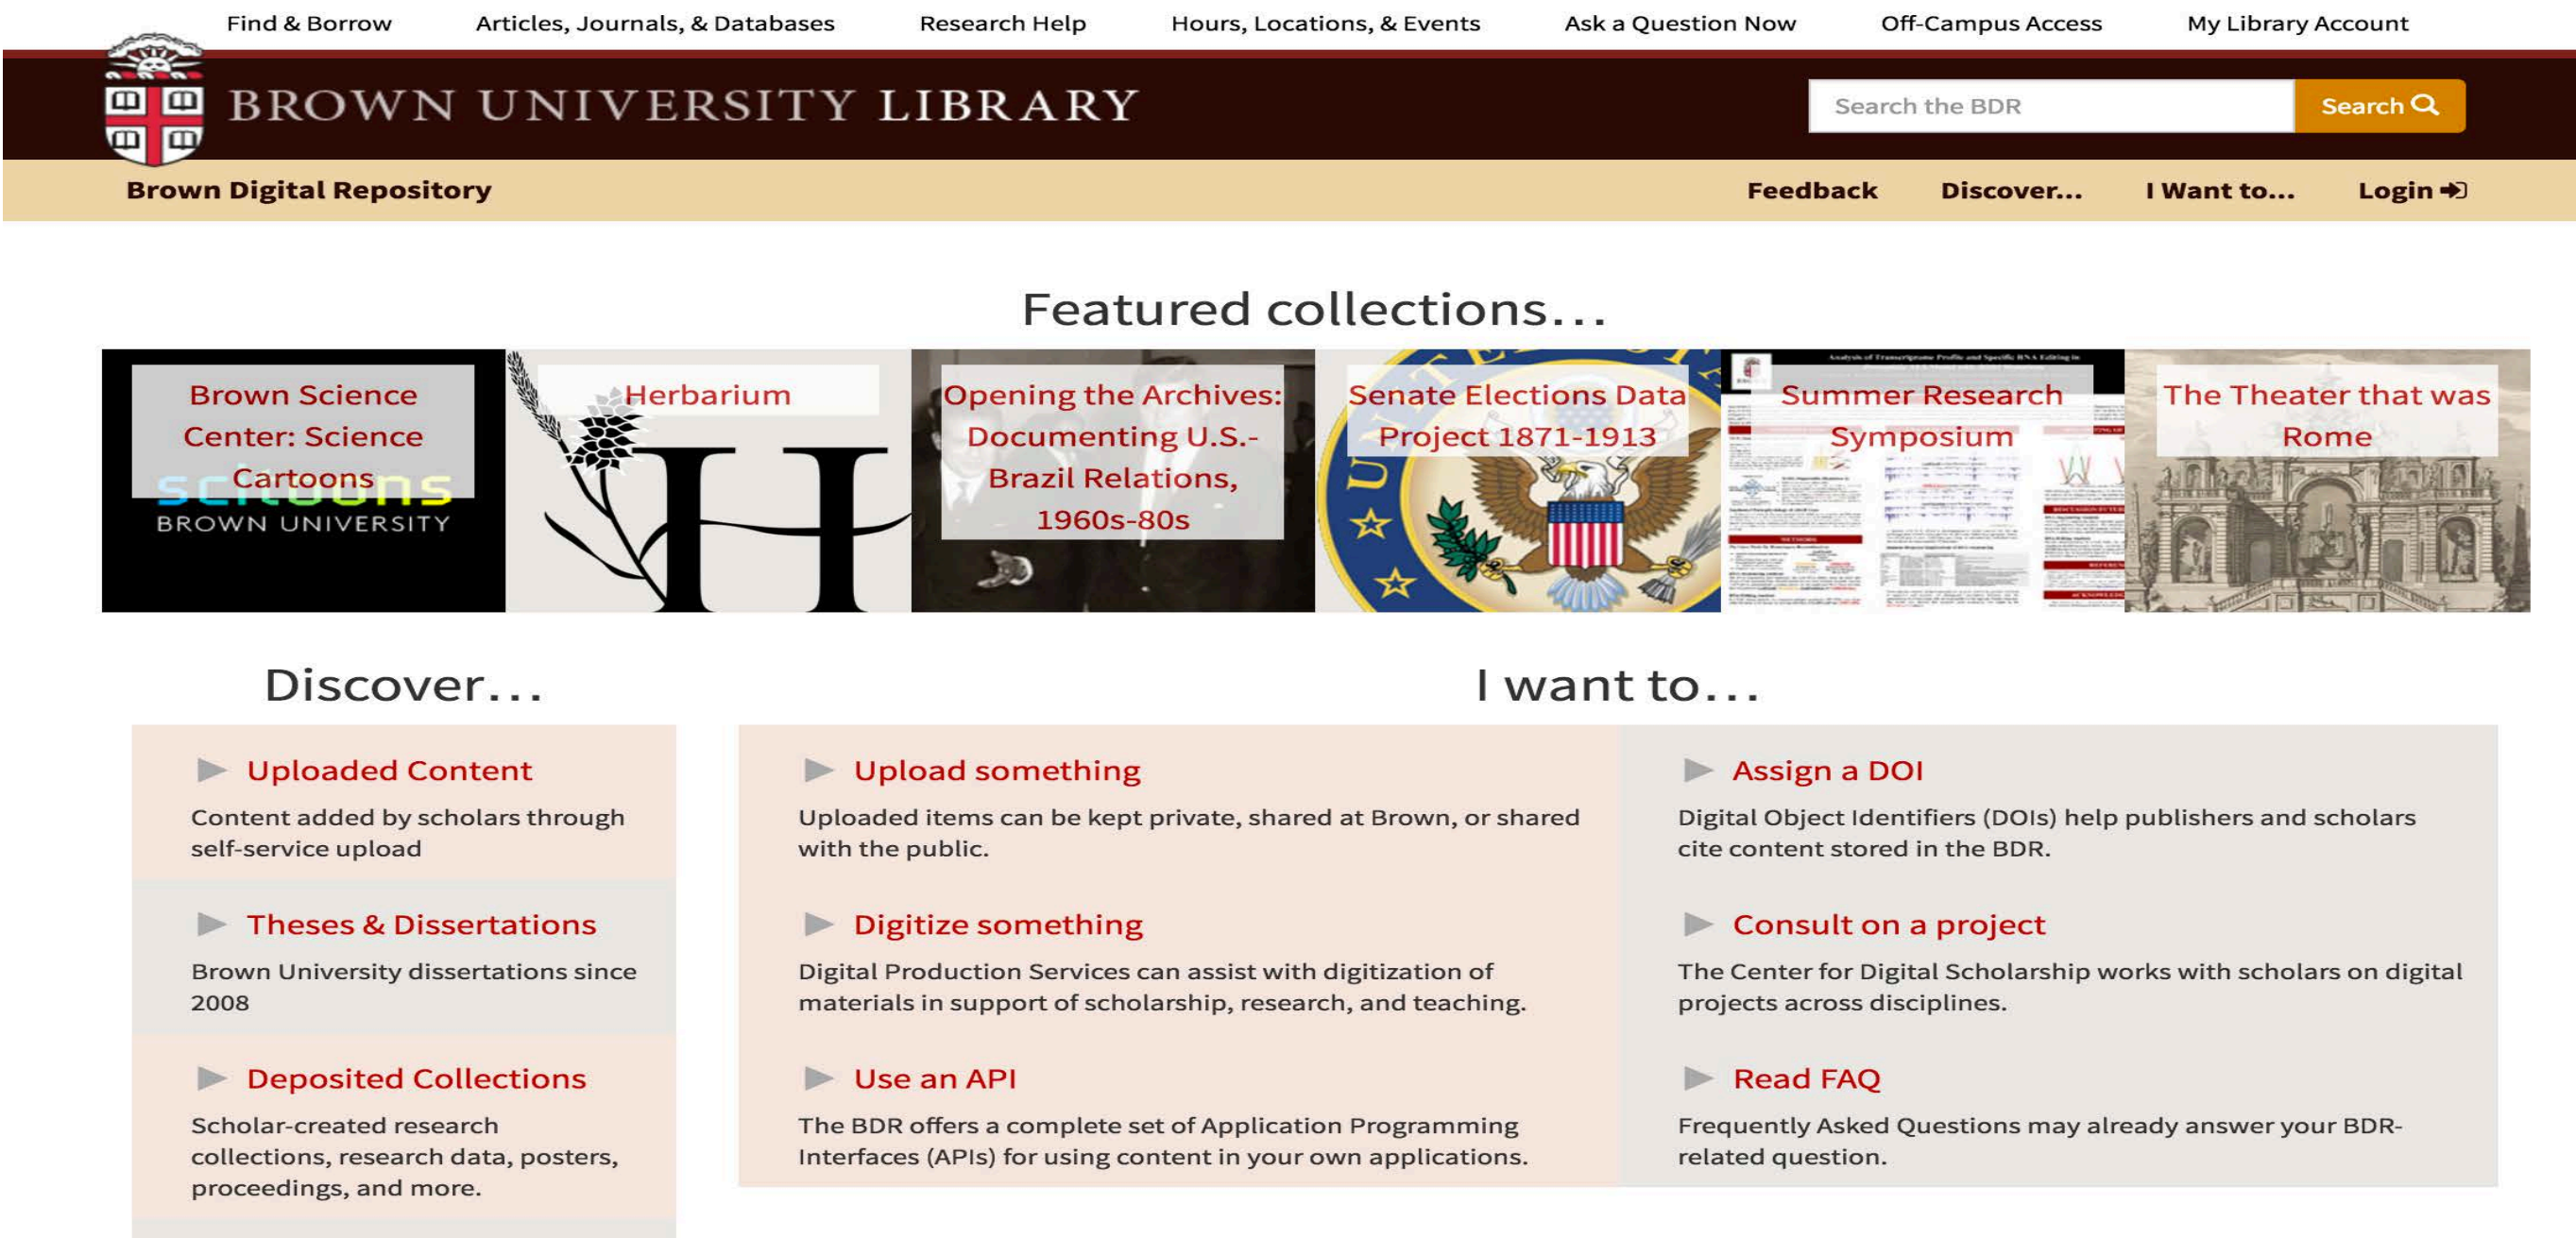 Find & Borrow Articles, Journals, & Databases Research Help Hours, Locations, & Events Ask a Question Now Off-Campus Access My Library Account
BROWN UNIVERSITY LIBRARY
Search the BDR Search
Brown Digital Repository Feedback Discover... I Want to... Login
Featured collections...
Brown Science
Center: Science
Cartoons
scitoons
BROWN UNIVERSITY
Herbarium
H
Opening the Archives:
Documenting U.S.-
Brazil Relations,
1960s-80s
Senate Elections Data
Project 1871-1913
Summer Research
Symposium
The Theater that was
Rome
Discover...
Uploaded Content
Content added by scholars through
self-service upload
Theses & Dissertations
Brown University dissertations since
2008
Deposited Collections
Scholar-created research
collections, research data, posters,
proceedings, and more.
I want to...
Upload something
Uploaded items can be kept private, shared at Brown, or shared
with the public.
Digitize something
Digital Production Services can assist with digitization of
materials in support of scholarship, research, and teaching.
Use an API
The BDR offers a complete set of Application Programming
Interfaces (APIs) for using content in your own applications.
Assign a DOI
Digital Object Identifiers (DOIs) help publishers and scholars
cite content stored in the BDR.
Consult on a project
The Center for Digital Scholarship works with scholars on digital
projects across disciplines.
Read FAQ
Frequently Asked Questions may already answer your BDR-
related question.